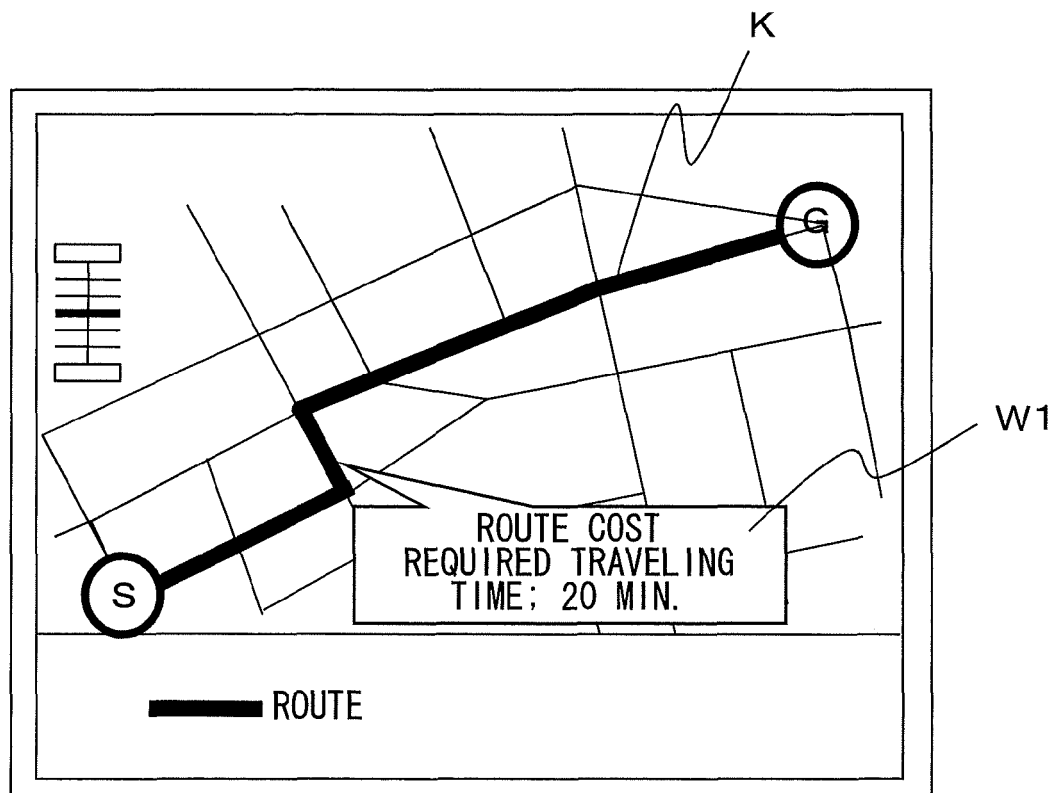 K
G
W1
ROUTE COST
REQUIRED TRAVELING
TIME; 20 MIN.
S
ROUTE